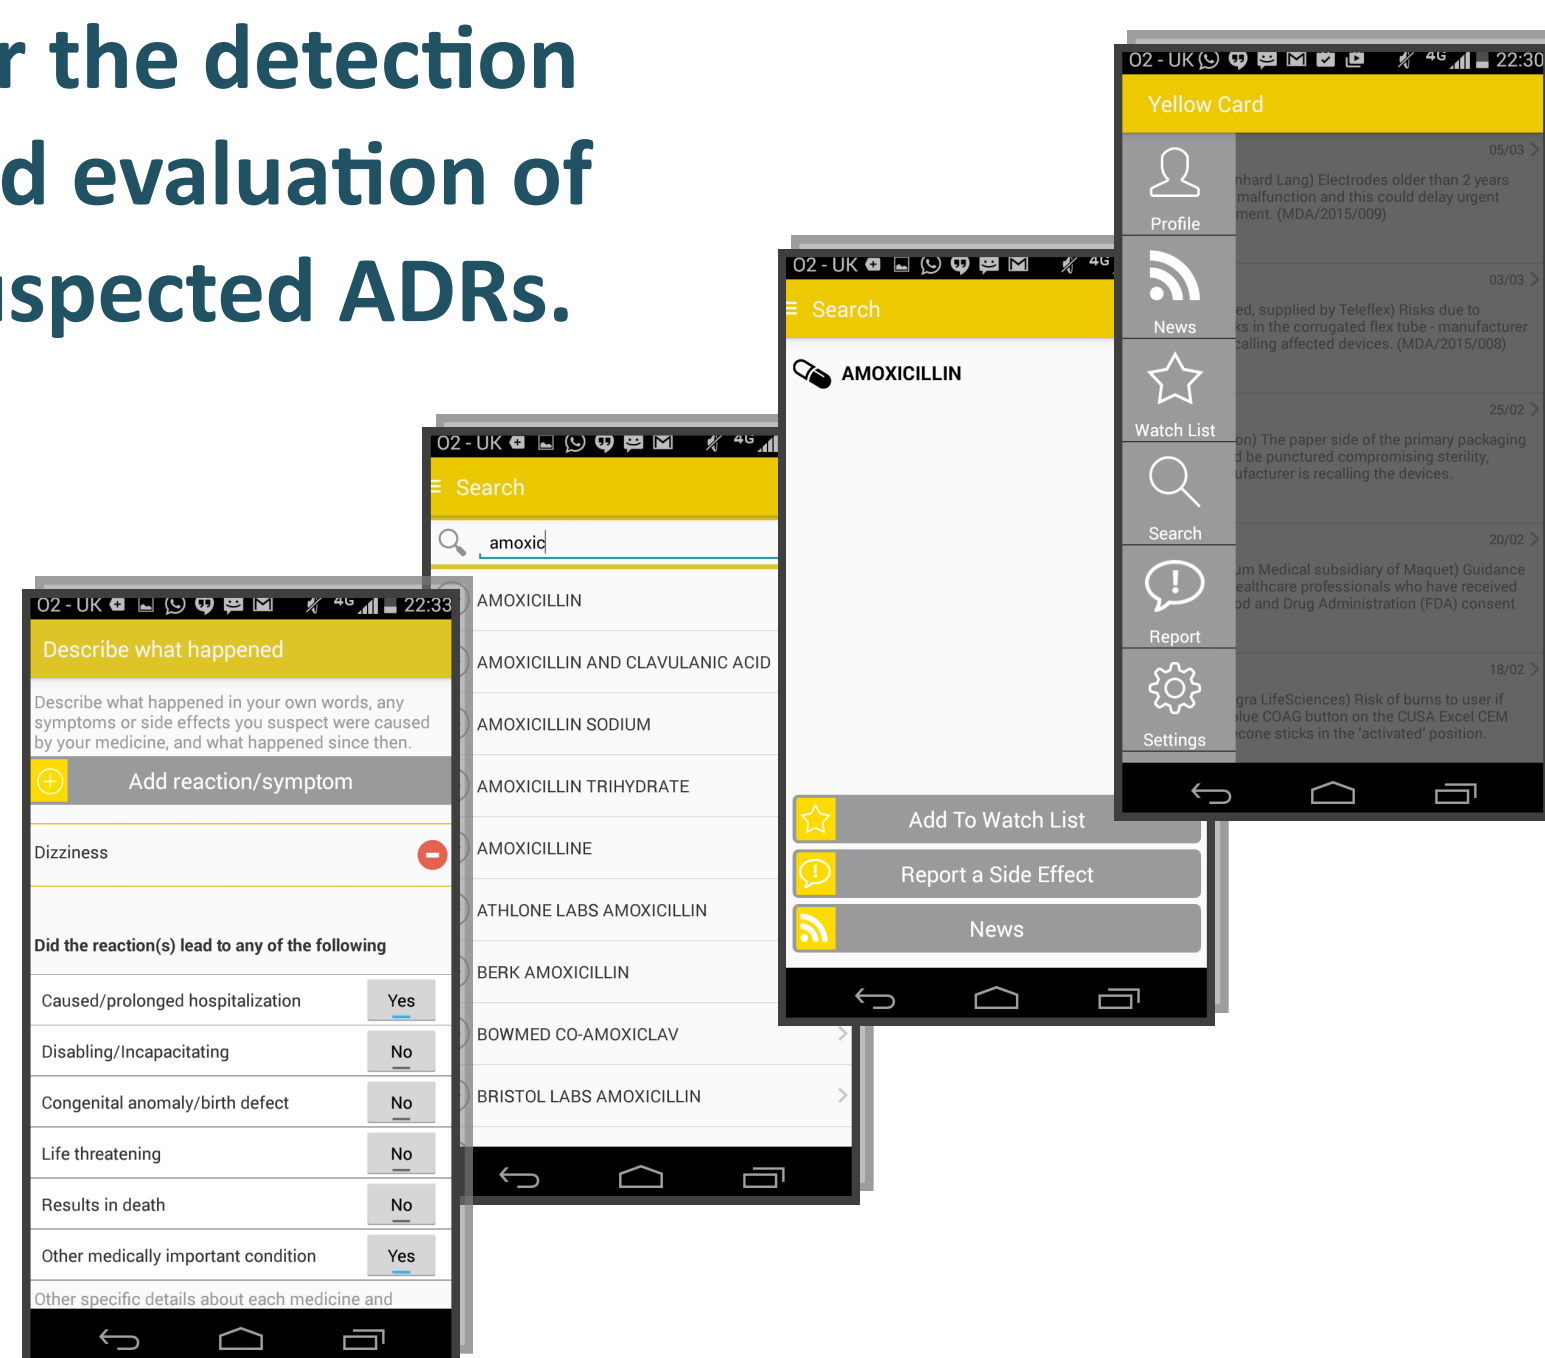 r the detection
d evaluation of
spected ADRs.
O2 - UK 4G 22:30
Yellow Card
Profile
News
Watch List
Search
Report
Settings
05/03
nhard Lang) Electrodes older than 2 years
malfunction and this could delay urgent
ment. (MDA/2015/009)
03/03
ed, supplied by Teleflex) Risks due to
ks in the corrugated flex tube - manufacturer
calling affected devices. (MDA/2015/008)
25/02
on) The paper side of the primary packaging
d be punctured compromising sterility,
ufacturer is recalling the devices.
20/02
um Medical subsidiary of Maquet) Guidance
ealthcare professionals who have received
od and Drug Administration (FDA) consent
18/02
gra LifeSciences) Risk of burns to user if
lue COAG button on the CUSA Excel CEM
econe sticks in the 'activated' position.
O2 - UK 4G
Search
AMOXICILLIN
Add To Watch List
Report a Side Effect
News
O2 - UK 4G
Search
amoxic
AMOXICILLIN
AMOXICILLIN AND CLAVULANIC ACID
AMOXICILLIN SODIUM
AMOXICILLIN TRIHYDRATE
AMOXICILLINE
ATHLONE LABS AMOXICILLIN
BERK AMOXICILLIN
BOWMED CO-AMOXICLAV
BRISTOL LABS AMOXICILLIN
O2 - UK 4G 22:33
Describe what happened
Describe what happened in your own words, any
symptoms or side effects you suspect were caused
by your medicine, and what happened since then.
Add reaction/symptom
Dizziness
Did the reaction(s) lead to any of the following
Caused/prolonged hospitalization Yes
Disabling/Incapacitating No
Congenital anomaly/birth defect No
Life threatening No
Results in death No
Other medically important condition Yes
Other specific details about each medicine and